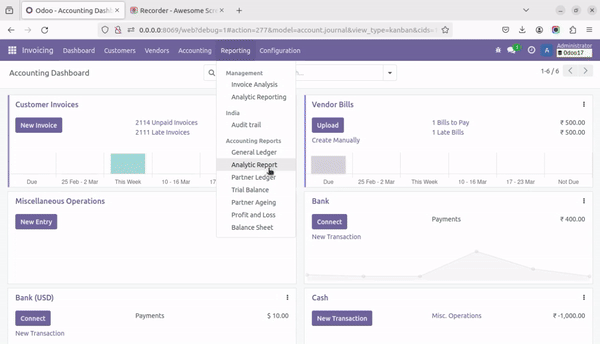 Odoo - Accounting Dashb
Recorder - Awesome Scre
0.0.0.0:8069/web?debug=1#action=277&model=account.journal&view_type=kanban&cids=
Invoicing Dashboard Customers Vendors Accounting Reporting Configuration
Administrator
Odoo17
Accounting Dashboard
1-6 / 6
Management
Invoice Analysis
Analytic Reporting
India
Audit trail
Accounting Reports
General Ledger
Analytic Report
Partner Ledger
Trial Balance
Partner Ageing
Profit and Loss
Balance Sheet
Customer Invoices
New Invoice
2114 Unpaid Invoices
2111 Late Invoices
Due 25 Feb - 2 Mar This Week 10 - 16 Mar
Vendor Bills
Upload
Create Manually
1 Bills to Pay ₹ 500.00
1 Late Bills ₹ 500.00
Due 25 Feb - 2 Mar This Week 10 - 16 Mar 17 - 23 Mar Not Due
Miscellaneous Operations
New Entry
Bank
Connect
New Transaction
Payments ₹ 400.00
Bank (USD)
Connect
New Transaction
Payments $ 10.00
Cash
New Transaction
Misc. Operations ₹ -1,000.00